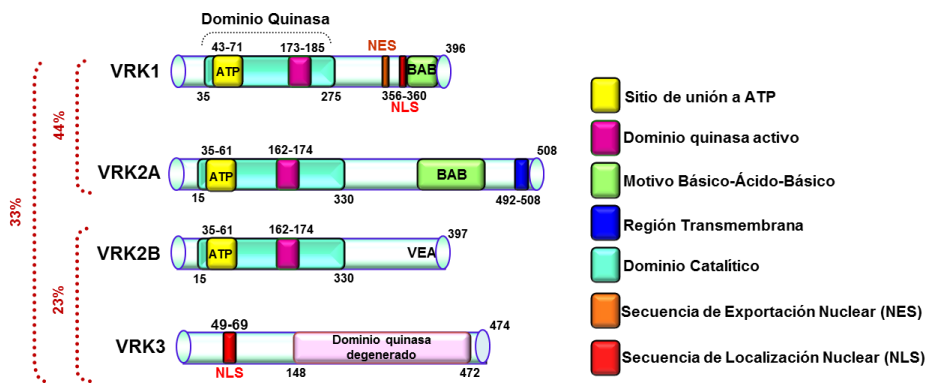 Dominio Quinasa
NES
43-71
173-185
396
VRK1
ATP
BAB
35
275
356-360
NLS
44%
33%
35-61
162-174
508
VRK2A
ATP
BAB
15
330
492-508
35-61
162-174
397
VRK2B
ATP
VEA
15
330
23%
49-69
474
VRK3
Dominio quinasa
degenerado
NLS
148
472
Sitio de unión a ATP
Dominio quinasa activo
Motivo Básico-Ácido-Básico
Región Transmembrana
Dominio Catalítico
Secuencia de Exportación Nuclear (NES)
Secuencia de Localización Nuclear (NLS)